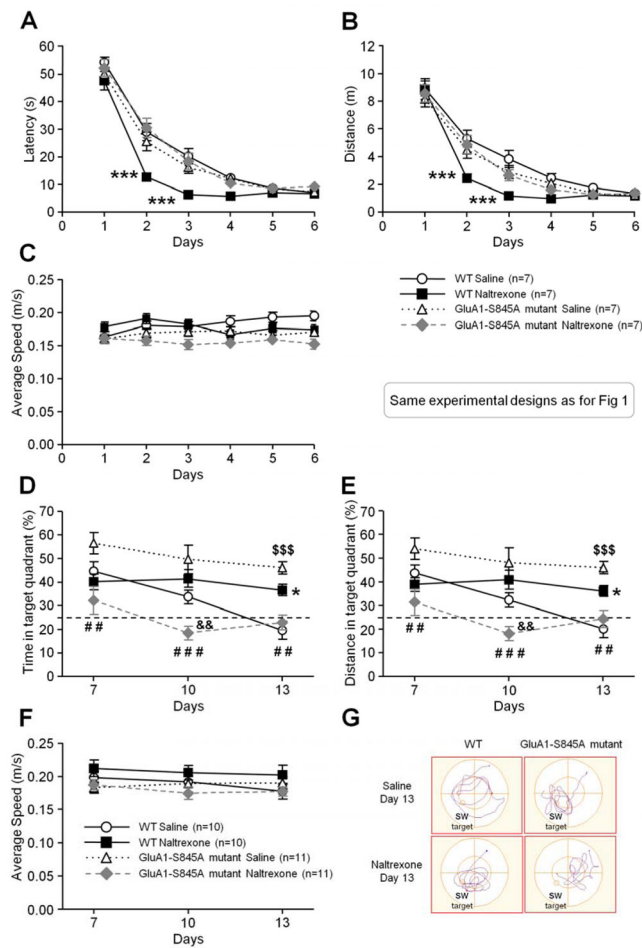 A
Latency (s)
60
50
40
30
20
10
0
***
***
0 1 2 3 4 5 6
Days
B
Distance (m)
12
10
8
6
4
2
0
***
***
0 1 2 3 4 5 6
Days
C
Average Speed (m/s)
0.25
0.20
0.15
0.10
0.05
0.00
0 1 2 3 4 5 6
Days
WT Saline (n=7)
WT Naltrexone (n=7)
GluA1-S845A mutant Saline (n=7)
GluA1-S845A mutant Naltrexone (n=7)
Same experimental designs as for Fig 1
D
Time in target quadrant (%)
70
60
50
40
30
20
10
0
$$$
*
&&
##
###
##
7 10 13
Days
E
Distance in target quadrant (%)
70
60
50
40
30
20
10
0
$$$
*
&&
##
###
##
7 10 13
Days
F
Average Speed (m/s)
0.25
0.20
0.15
0.10
0.05
0.00
WT Saline (n=10)
WT Naltrexone (n=10)
GluA1-S845A mutant Saline (n=11)
GluA1-S845A mutant Naltrexone (n=11)
7 10 13
Days
G
WT GluA1-S845A mutant
Saline
Day 13
SW
target
SW
target
Naltrexone
Day 13
SW
target
SW
target